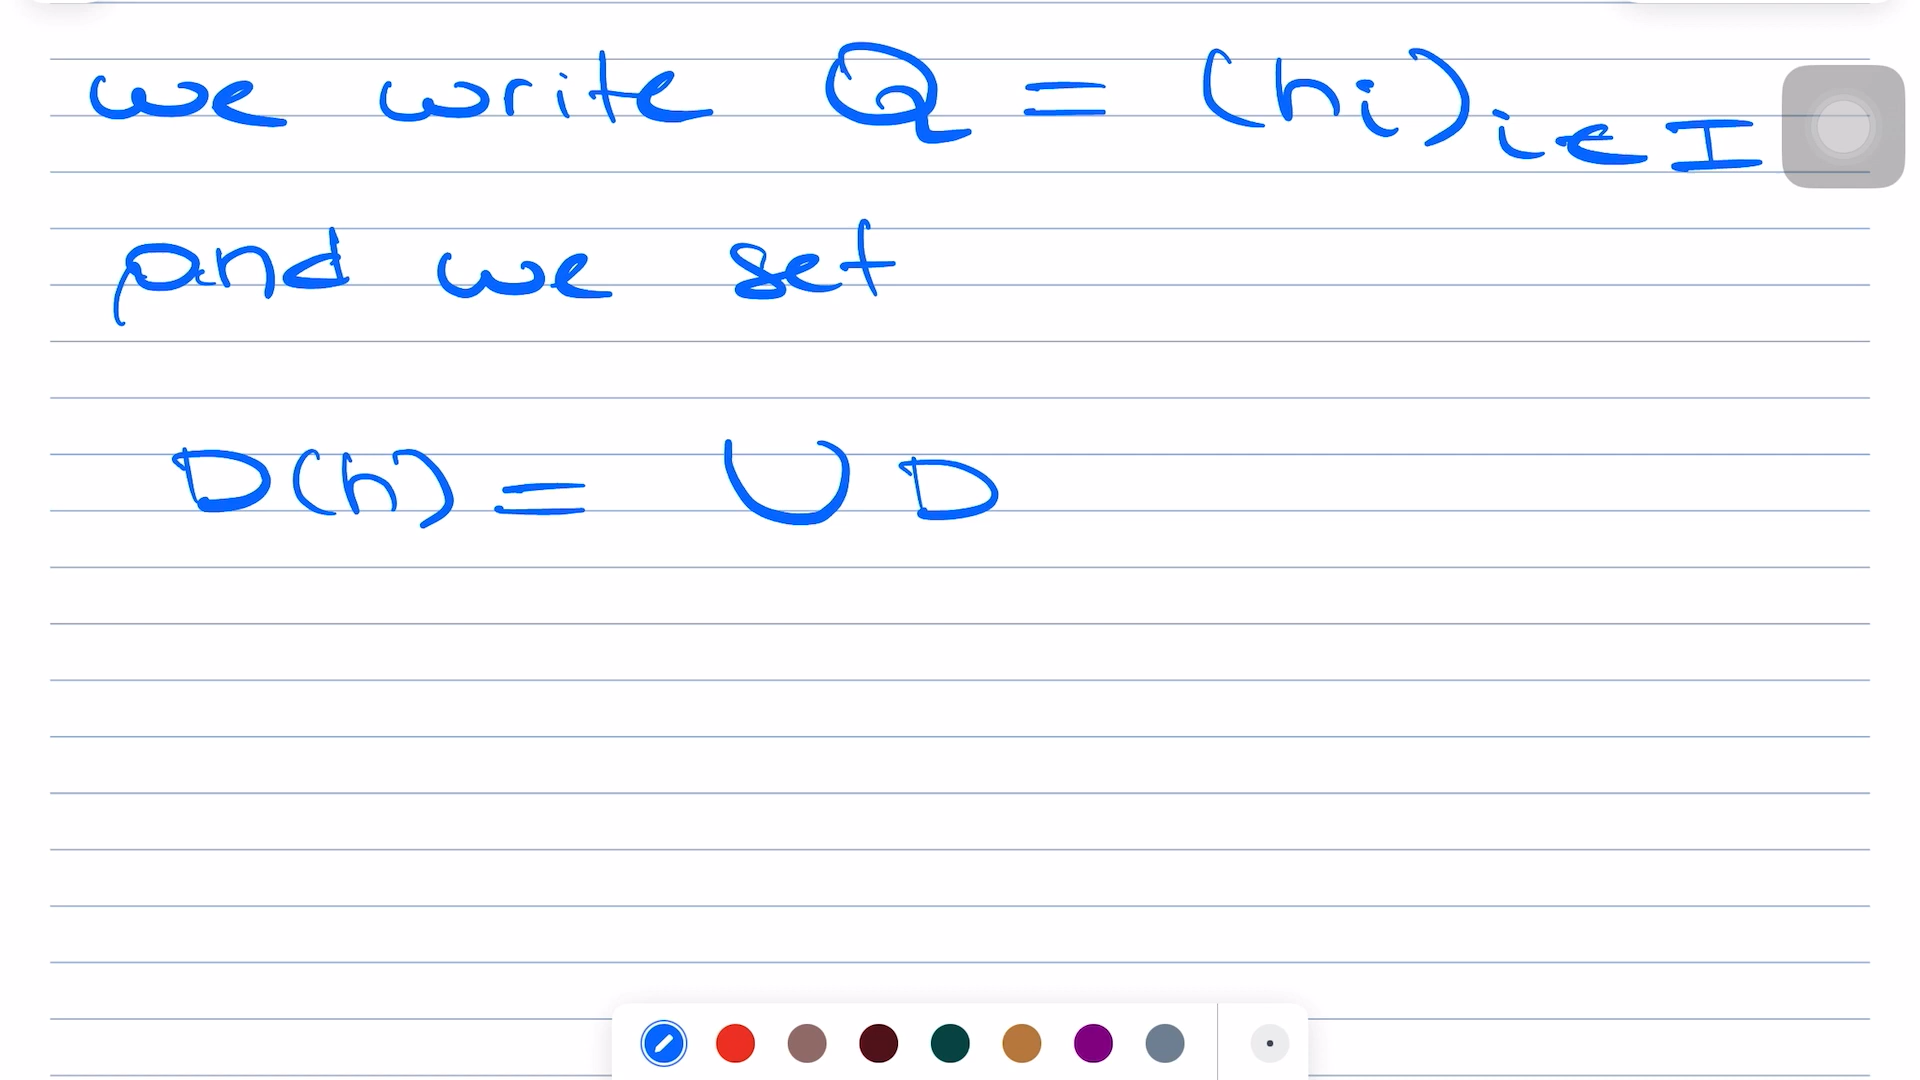 we write Q = (hi)i∈I
and we set
D(h) = ∪ D